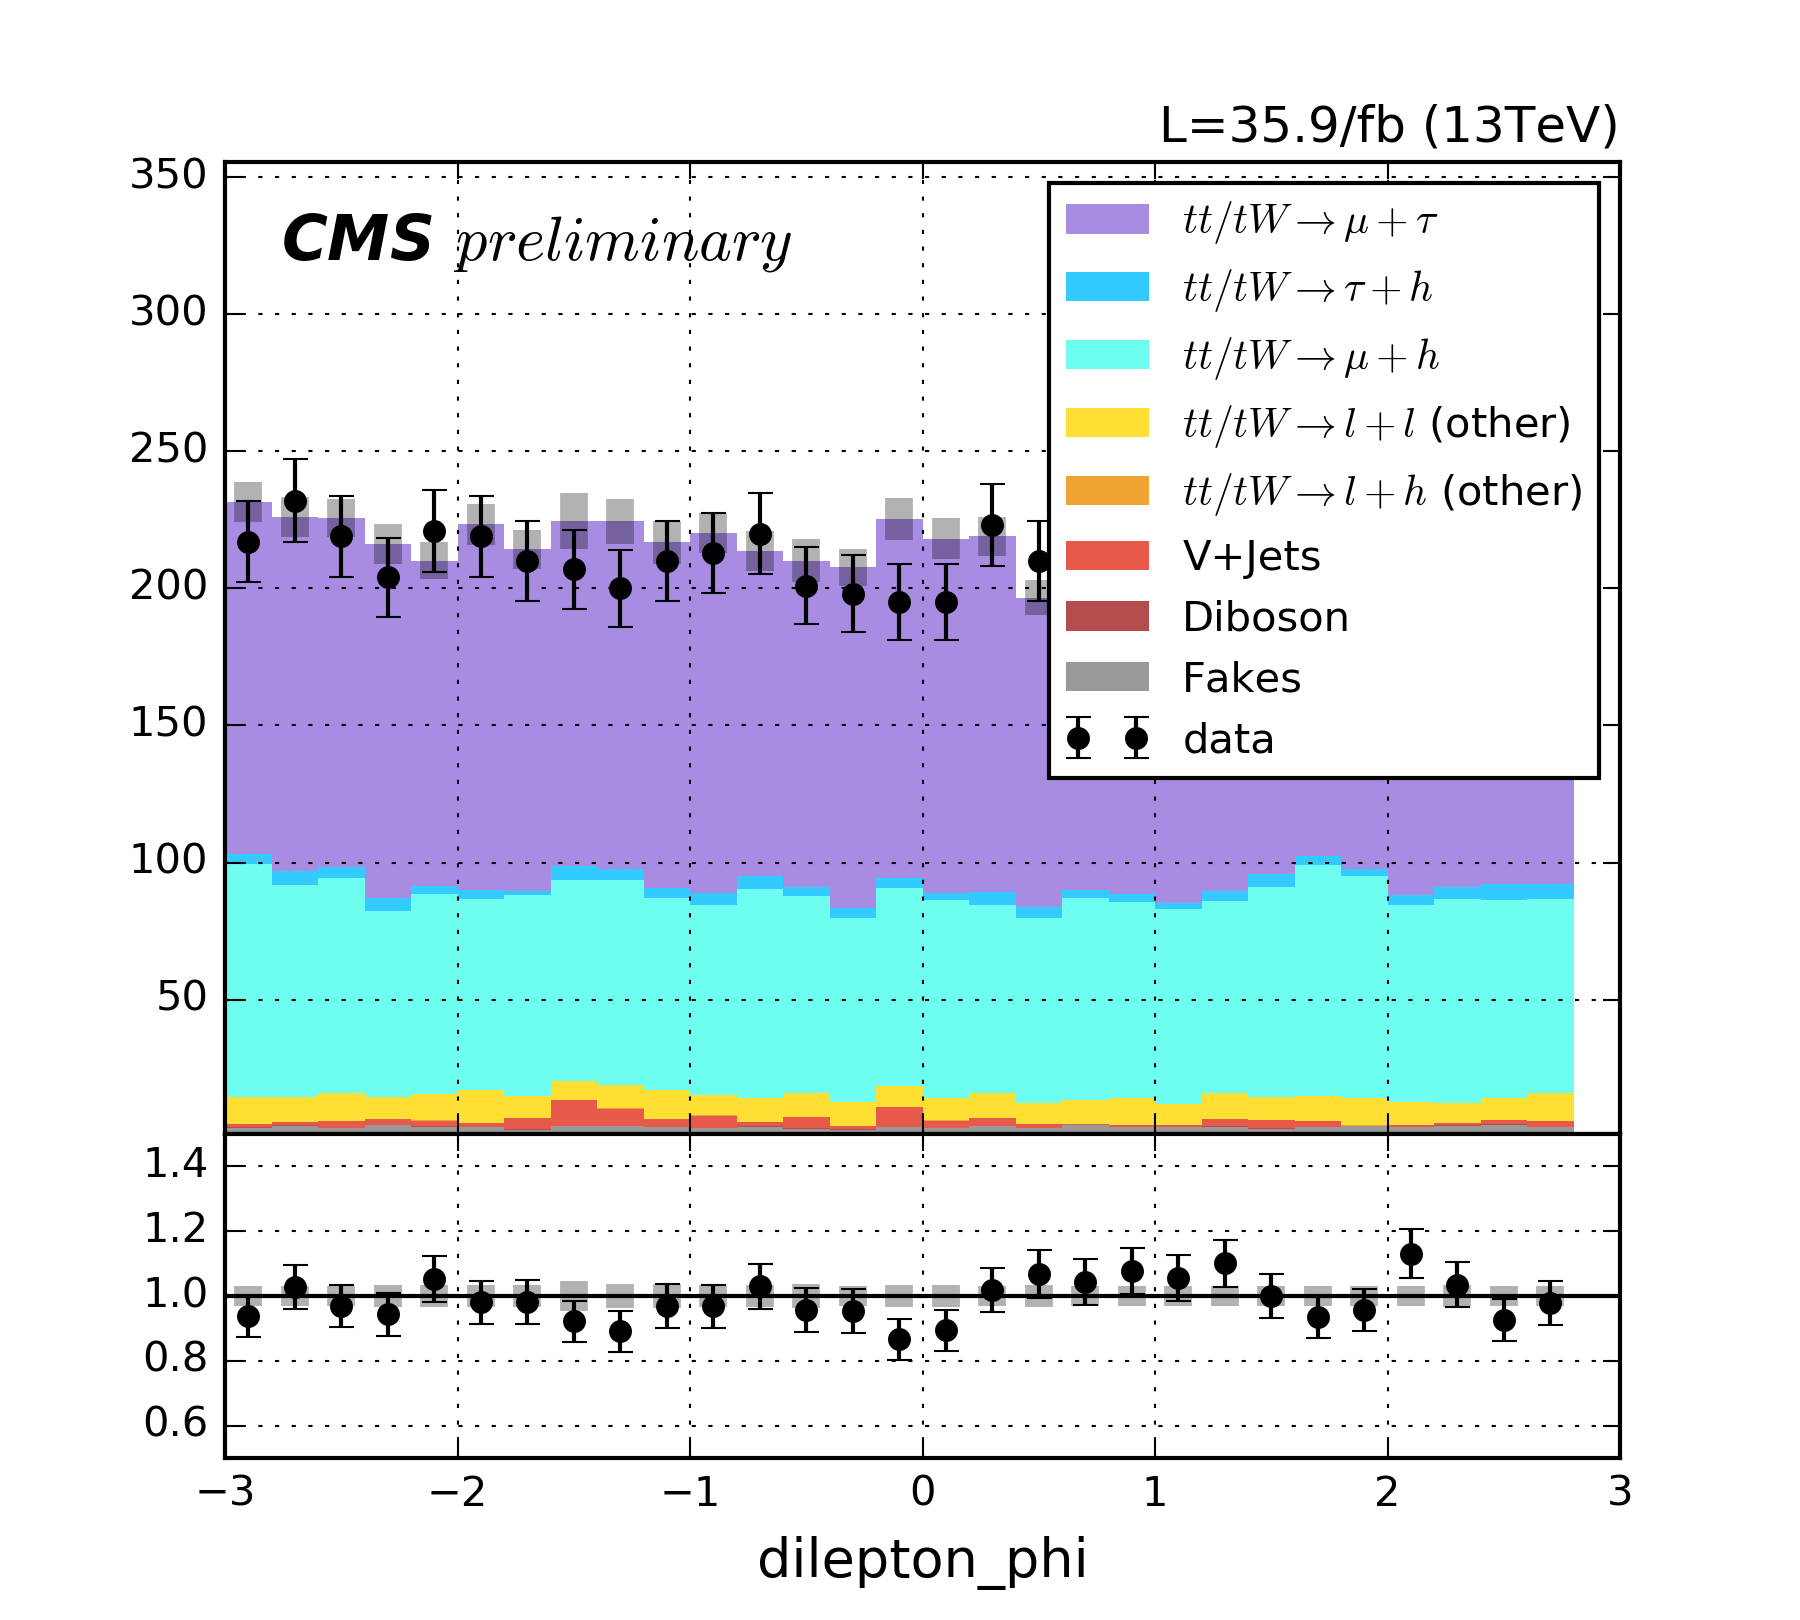 L=35.9/fb (13TeV)
CMS preliminary
350
300
250
200
150
100
50
tt/tW → μ + τ
tt/tW → τ + h
tt/tW → μ + h
tt/tW → l + l (other)
tt/tW → l + h (other)
V+Jets
Diboson
Fakes
data
1.4
1.2
1.0
0.8
0.6
−3 −2 −1 0 1 2 3
dilepton_phi